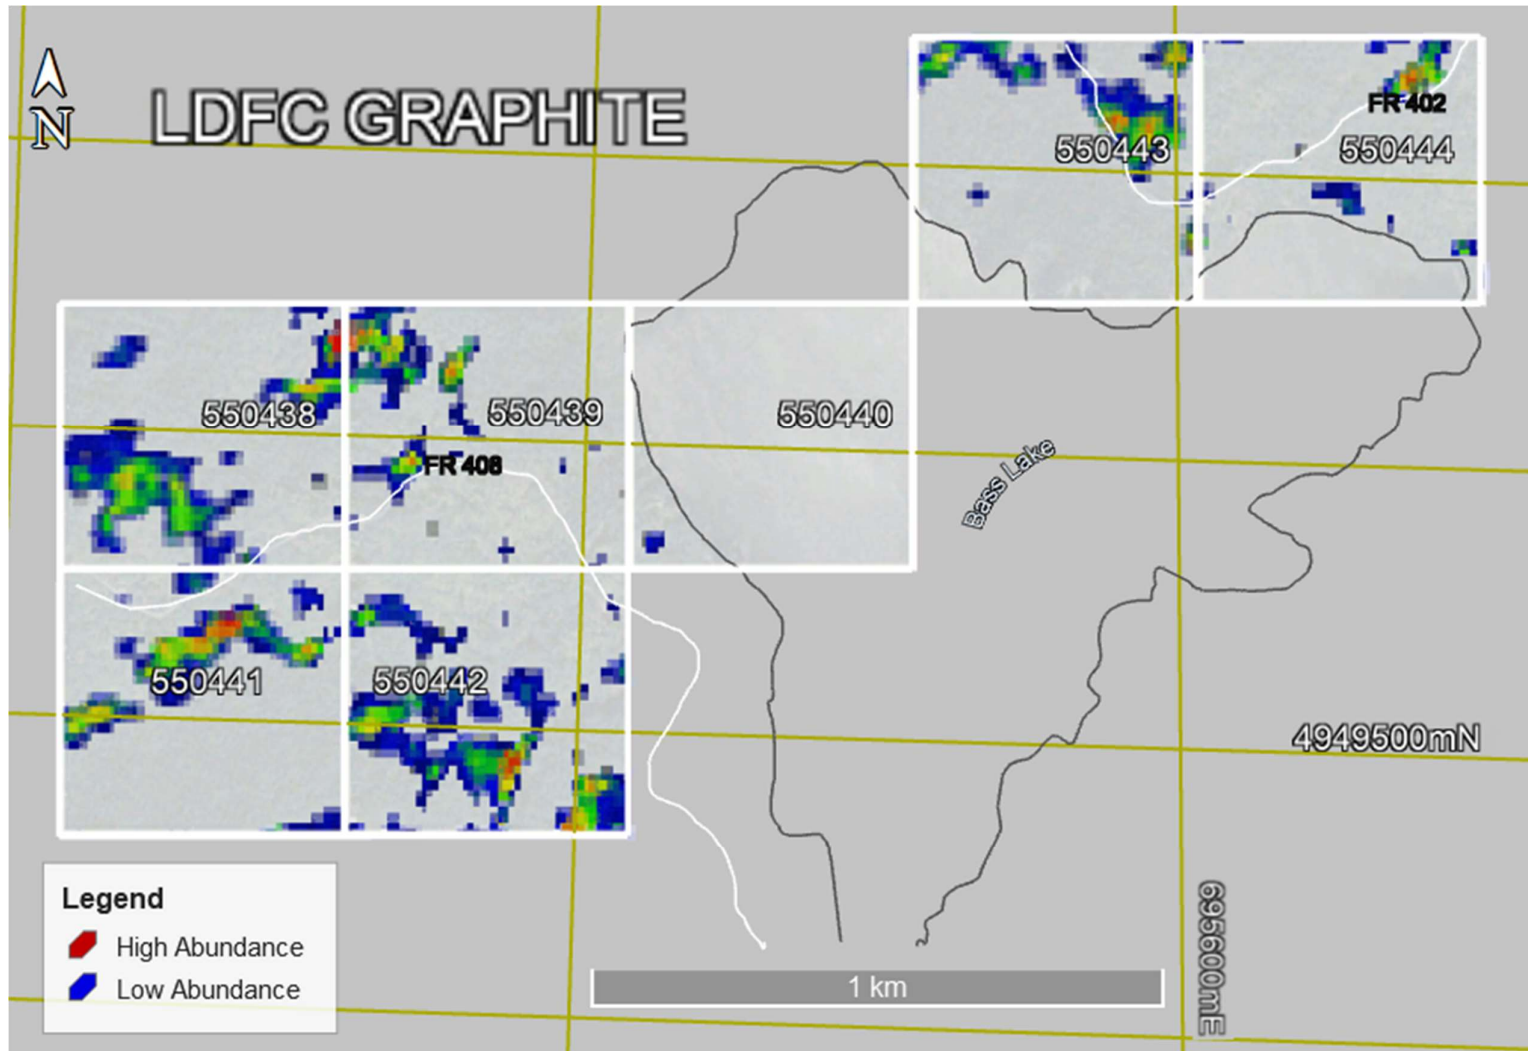 N
LDFC GRAPHITE
FR 402
550443
550444
550438
550439
550440
FR 408
Bass Lake
550441
550442
4949500mN
695600mE
Legend
High Abundance
Low Abundance
1 km